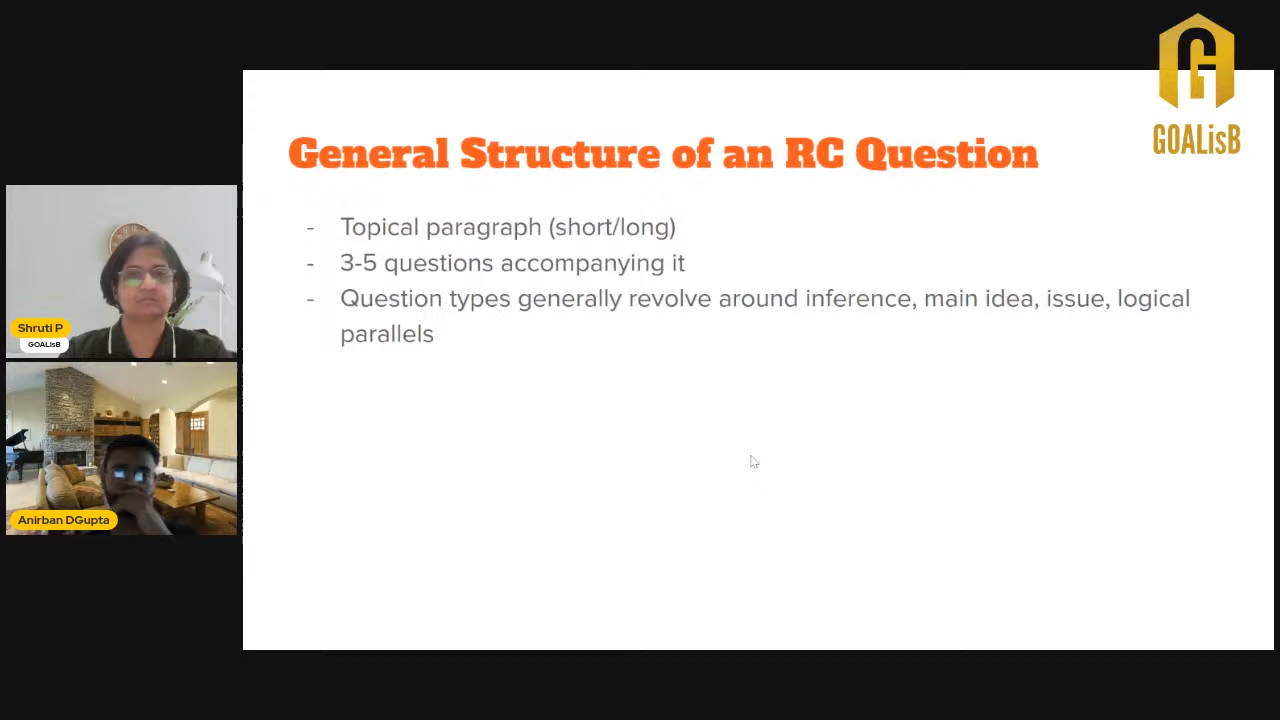 GOALisB
General Structure of an RC Question
- Topical paragraph (short/long)
- 3-5 questions accompanying it
- Question types generally revolve around inference, main idea, issue, logical
parallels
Shruti P
GOALisB
Anirban DGupta